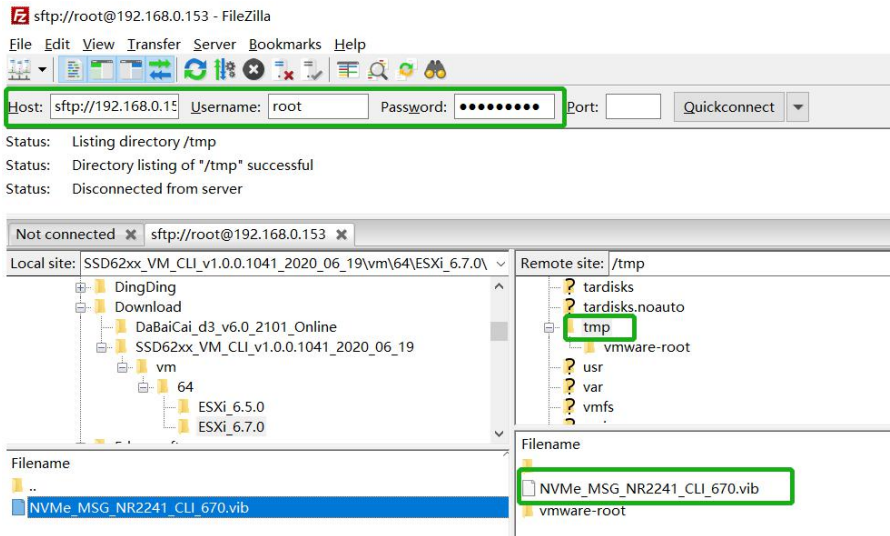 sftp://root@192.168.0.153 - FileZilla
File Edit View Transfer Server Bookmarks Help
Host: sftp://192.168.0.15 Username: root Password: ●●●●●●●●● Port: Quickconnect
Status: Listing directory /tmp
Status: Directory listing of "/tmp" successful
Status: Disconnected from server
Not connected sftp://root@192.168.0.153
Local site: SSD62xx_VM_CLI_v1.0.0.1041_2020_06_19\vm\64\ESXi_6.7.0\
DingDing
Download
DaBaiCai_d3_v6.0_2101_Online
SSD62xx_VM_CLI_v1.0.0.1041_2020_06_19
vm
64
ESXi_6.5.0
ESXi_6.7.0
Filename
..
NVMe_MSG_NR2241_CLI_670.vib
Remote site: /tmp
tardisks
tardisks.noauto
tmp
vmware-root
usr
var
vmfs
Filename
NVMe_MSG_NR2241_CLI_670.vib
vmware-root